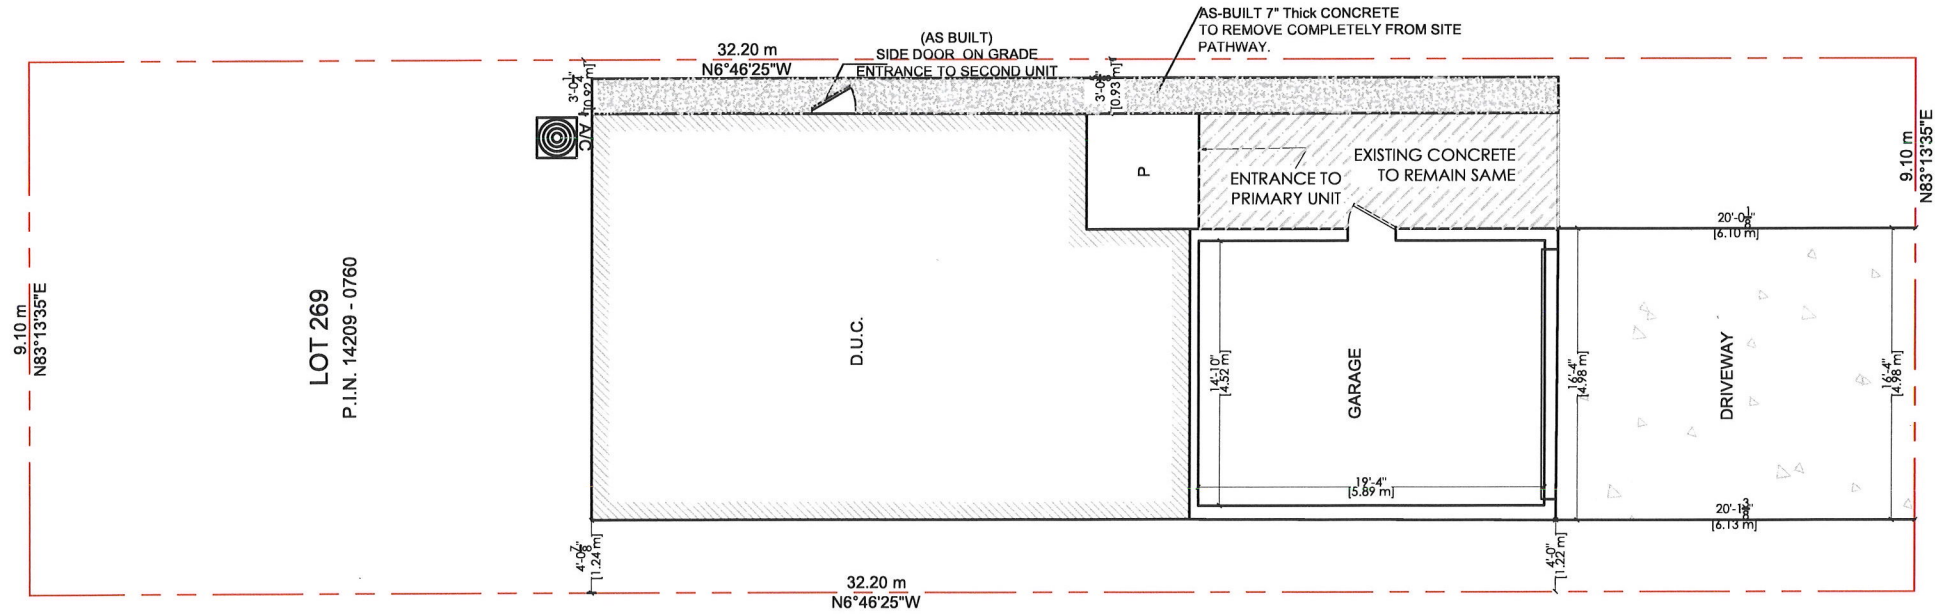 AS-BUILT 7" Thick CONCRETE
TO REMOVE COMPLETELY FROM SITE
PATHWAY.
(AS BUILT)
SIDE DOOR ON GRADE
ENTRANCE TO SECOND UNIT
32.20 m
N6°46'25"W
[0.92 m]
[0.93 m]
A/C
9.10 m
N83°13'35"E
P
ENTRANCE TO
PRIMARY UNIT
EXISTING CONCRETE
TO REMAIN SAME
[6.10 m]
9.10 m
N83°13'35"E
LOT 269
P.I.N. 14209 - 0760
D.U.C.
14'-10"
[4.52 m]
GARAGE
16'-4"
[4.98 m]
DRIVEWAY
16'-4"
[4.98 m]
19'-4"
[5.89 m]
[6.13 m]
[1.24 m]
4'-0"
[1.22 m]
32.20 m
N6°46'25"W